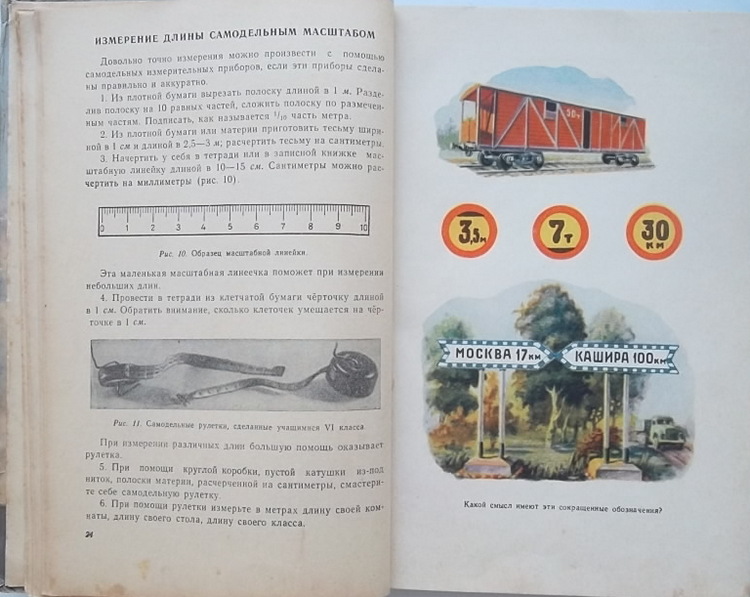 ИЗМЕРЕНИЕ ДЛИНЫ САМОДЕЛЬНЫМ МАСШТАБОМ
Довольно точно измерения можно произвести с помощью
самодельных измерительных приборов, если эти приборы сдела-
ны правильно и аккуратно.
1. Из плотной бумаги вырезать полоску длиной в 1 м. Разде-
лив полоску на 10 равных частей, сложить полоску по размечен-
ным частям. Подписать, как называется 1/10 часть метра.
2. Из плотной бумаги или материи приготовить тесьму шири-
ной в 1 см и длиной в 2,5—3 м; расчертить тесьму на сантиметры.
3. Начертить у себя в тетради или в записной книжке мас-
штабную линейку длиной в 10—15 см. Сантиметры можно рас-
чертить на миллиметры (рис. 10).
0 1 2 3 4 5 6 7 8 9 10
Рис. 10. Образец масштабной линейки.
Эта маленькая масштабная линеечка поможет при измерении
небольших длин.
4. Провести в тетради из клетчатой бумаги чёрточку длиной
в 1 см. Обратить внимание, сколько клеточек умещается на чёр-
точке в 1 см.
Рис. 11. Самодельные рулетки, сделанные учащимися VI класса.
При измерении различных длин большую помощь оказывает
рулетка.
5. При помощи круглой коробки, пустой катушки из-под
ниток, полоски материи, расчерченной на сантиметры, смастери-
те себе самодельную рулетку.
6. При помощи рулетки измерьте в метрах длину своей ком-
наты, длину своего стола, длину своего класса.
24
50 т
3,5 м
7 т
30 КМ
МОСКВА 17 КМ
КАШИРА 100 КМ
Какой смысл имеют эти сокращенные обозначения?